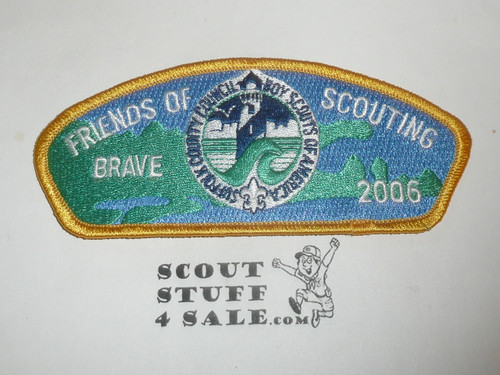 FRIENDS OF SCOUTING
SUFFOLK COUNTY COUNCIL BOY SCOUTS OF AMERICA
BRAVE
2006
SCOUT
STUFF
4 SALE.COM